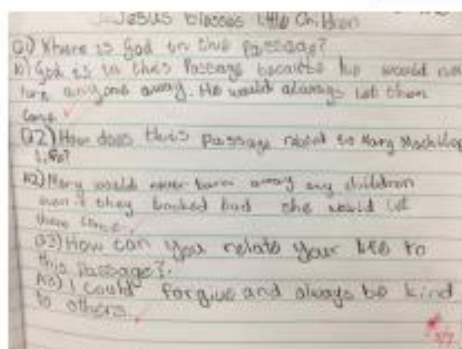 Jesus Blesses little Children
Q1) Where is God in this Passage?
A1) God is in this Passage because he would not
turn anyone away. He would always let them
come.
Q2) How does this passage relate to Mary Mackillop
life?
A2) Mary would never turn away any children
even if they looked bad she would let
them come.
Q3) How can you relate your life to
this Passage?
A3) I could forgive and always be kind
to others.